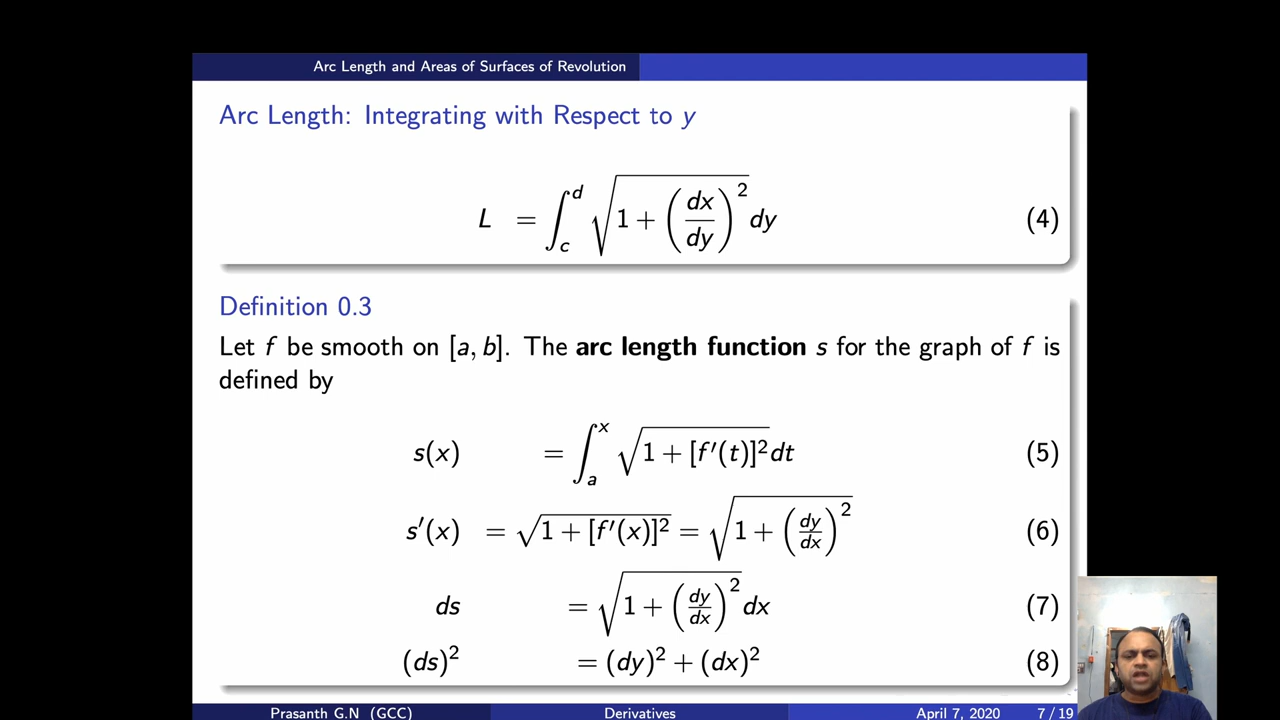 Arc Length and Areas of Surfaces of Revolution
Arc Length: Integrating with Respect to y
L = ∫_c^d √(1 + (dx/dy)^2) dy (4)
Definition 0.3
Let f be smooth on [a, b]. The arc length function s for the graph of f is
defined by
s(x) = ∫_a^x √(1 + [f′(t)]²) dt (5)
s′(x) = √(1 + [f′(x)]²) = √(1 + (dy/dx)^2) (6)
ds = √(1 + (dy/dx)^2) dx (7)
(ds)² = (dy)² + (dx)² (8)
Prasanth G.N (GCC) Derivatives April 7, 2020 7 / 19